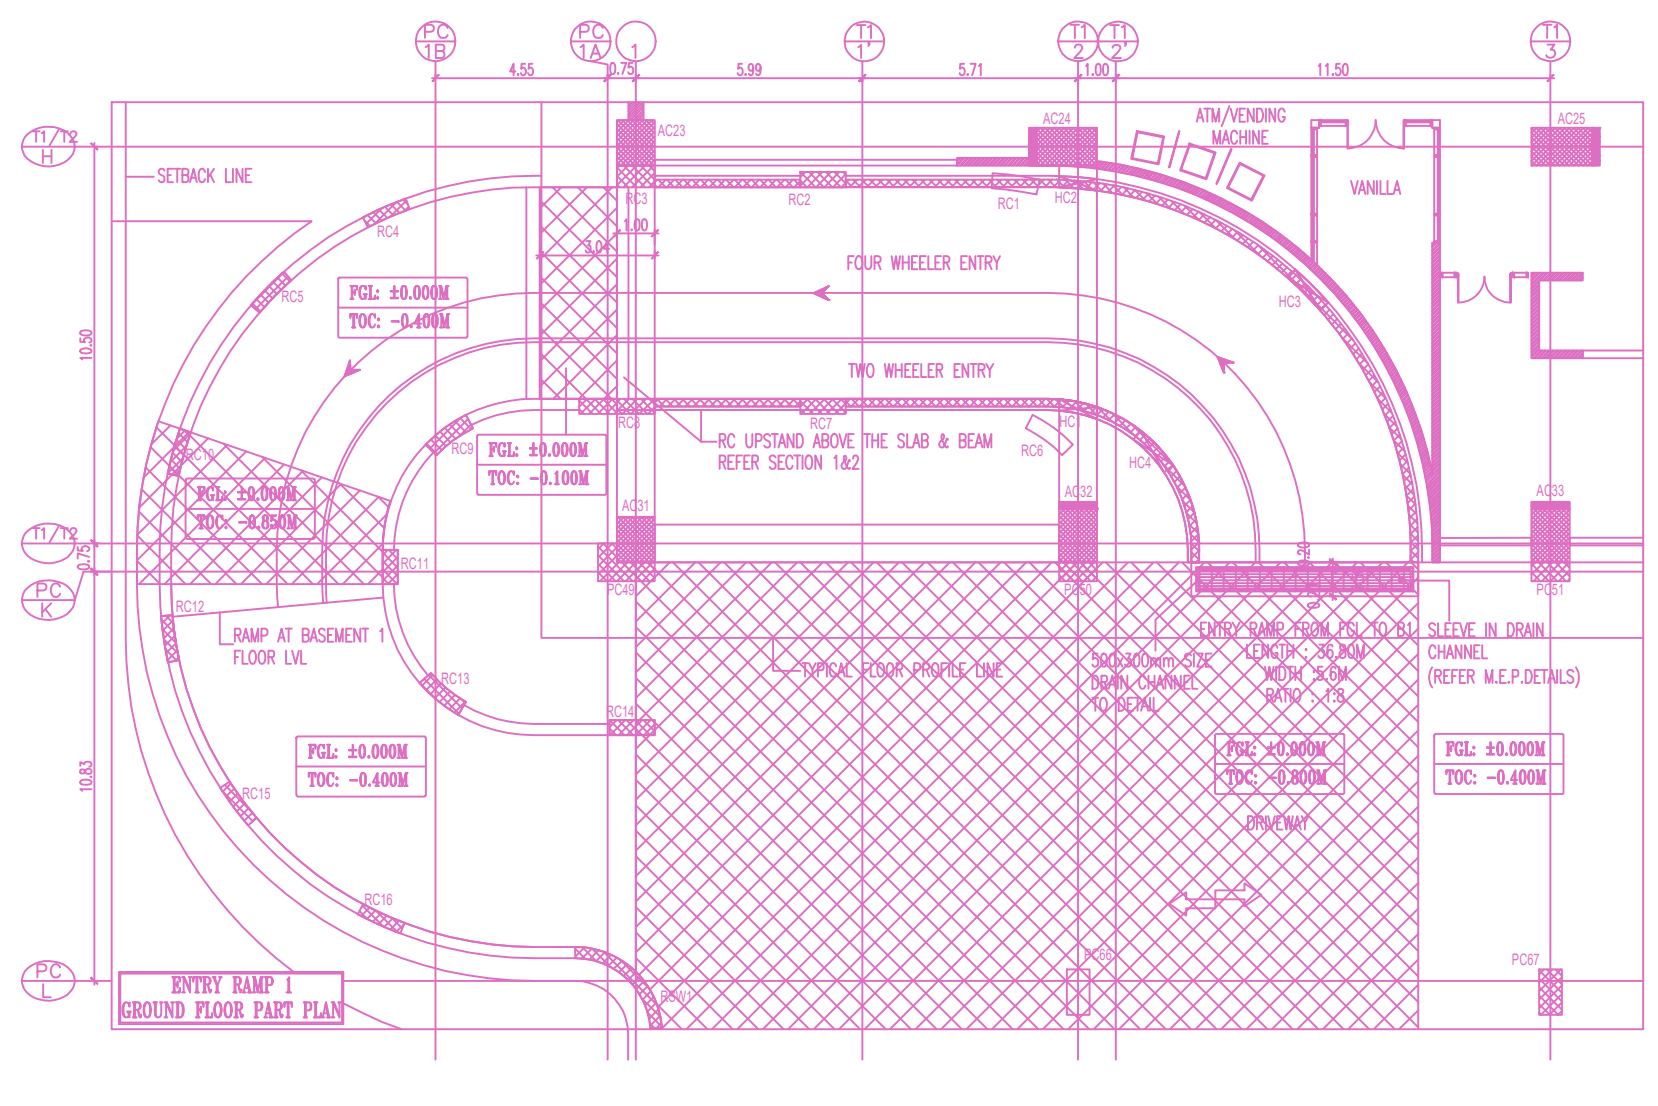 PC
1B
PC
1A
1
T1
1'
T1
2
T1
2'
T1
3
4.55
0.75
5.99
5.71
1.00
11.50
T1/T2
H
SETBACK LINE
AC23
AC24
AC25
ATM/VENDING
MACHINE
VANILLA
RC3
RC2
RC1
HC2
RC4
1.00
3.04
FOUR WHEELER ENTRY
RC5
HC3
FGL: ±0.000M
TOC: -0.400M
10.50
TWO WHEELER ENTRY
RC8
RC7
HC1
RC6
HC4
RC9
RC10
RC UPSTAND ABOVE THE SLAB & BEAM
REFER SECTION 1&2
FGL: ±0.000M
TOC: -0.100M
FGL: ±0.000M
TOC: -0.850M
AC31
AC32
AC33
T1/T2
0.75
PC
K
RC11
PC49
PC50
PC51
RC12
RAMP AT BASEMENT 1
FLOOR LVL
TYPICAL FLOOR PROFILE LINE
500x300mm SIZE
DRAIN CHANNEL
TO DETAIL
ENTRY RAMP FROM FGL TO B1
LENGTH : 36.80M
WIDTH :5.6M
RATIO : 1:8
SLEEVE IN DRAIN
CHANNEL
(REFER M.E.P.DETAILS)
RC13
RC14
FGL: ±0.000M
TOC: -0.400M
FGL: ±0.000M
TOC: -0.800M
FGL: ±0.000M
TOC: -0.400M
10.83
RC15
DRIVEWAY
RC16
PC66
PC67
PC
L
RSW1
ENTRY RAMP 1
GROUND FLOOR PART PLAN